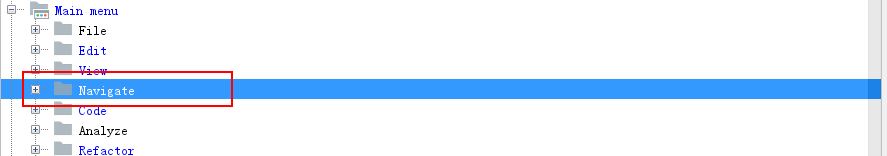 Main menu
File
Edit
View
Navigate
Code
Analyze
Refactor